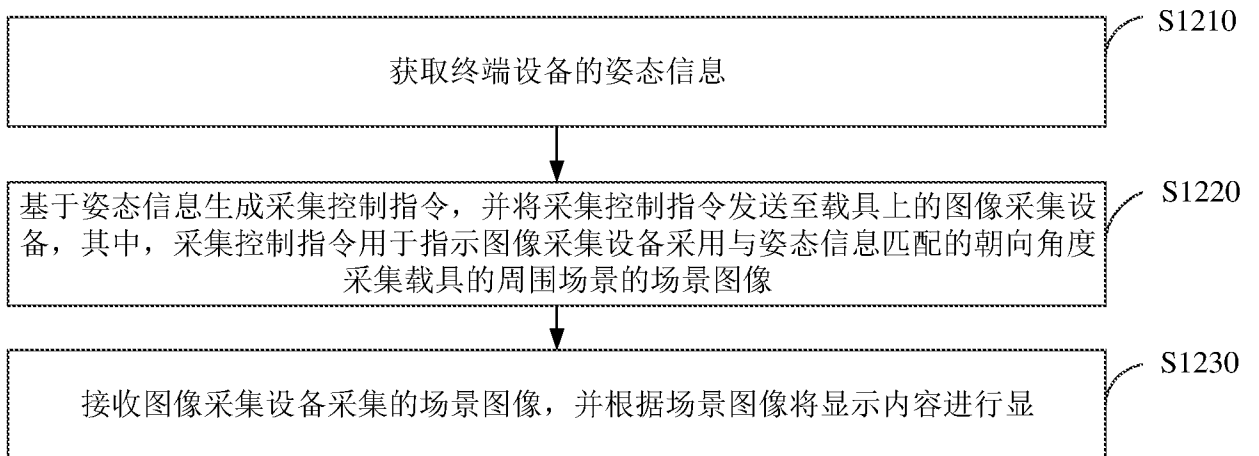 S1210
获取终端设备的姿态信息
S1220
基于姿态信息生成采集控制指令，并将采集控制指令发送至载具上的图像采集设
备，其中，采集控制指令用于指示图像采集设备采用与姿态信息匹配的朝向角度
采集载具的周围场景的场景图像
S1230
接收图像采集设备采集的场景图像，并根据场景图像将显示内容进行显